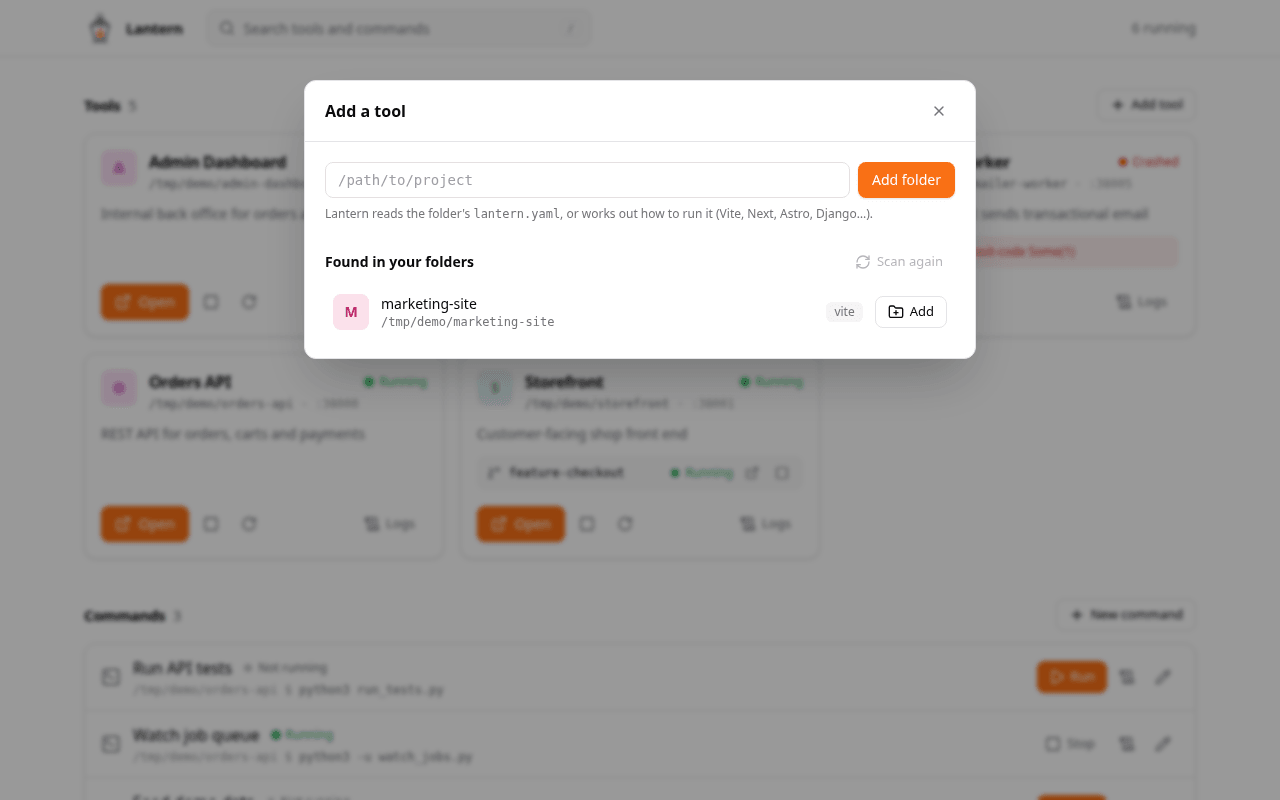 Lantern
Search tools and commands
/
6 running
Tools 5
+ Add tool
Add a tool
/path/to/project
Add folder
Lantern reads the folder's lantern.yaml, or works out how to run it (Vite, Next, Astro, Django…).
Found in your folders
Scan again
M
marketing-site
/tmp/demo/marketing-site
vite
Add
Admin Dashboard
Crashed
Internal back office for orders
sends transactional email
Open
Logs
Orders API
Running
/tmp/demo/orders-api
REST API for orders, carts and payments
Open
Logs
S
Storefront
Running
/tmp/demo/storefront
Customer-facing shop front end
feature-checkout
Running
Open
Logs
Commands 3
+ New command
Run API tests
Not running
/tmp/demo/orders-api $ python3 run_tests.py
Run
Watch job queue
Running
/tmp/demo/orders-api $ python3 -u watch_jobs.py
Stop